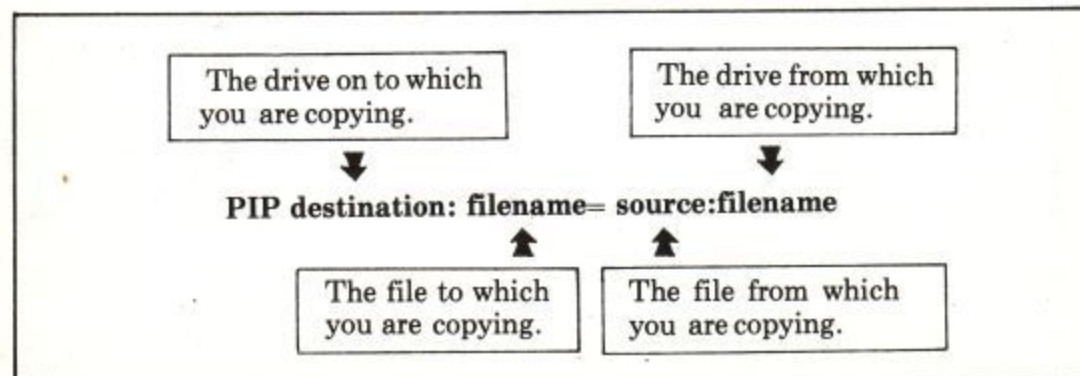 The drive on to which
you are copying.
The drive from which
you are copying.
PIP destination: filename= source:filename
The file to which
you are copying.
The file from which
you are copying.